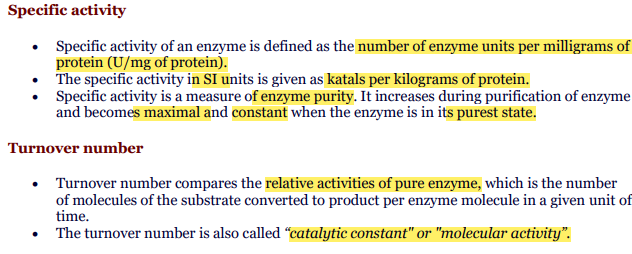 Specific activity
• Specific activity of an enzyme is defined as the number of enzyme units per milligrams of
protein (U/mg of protein).
• The specific activity in SI units is given as katals per kilograms of protein.
• Specific activity is a measure of enzyme purity. It increases during purification of enzyme
and becomes maximal and constant when the enzyme is in its purest state.
Turnover number
• Turnover number compares the relative activities of pure enzyme, which is the number
of molecules of the substrate converted to product per enzyme molecule in a given unit of
time.
• The turnover number is also called “catalytic constant" or "molecular activity”.